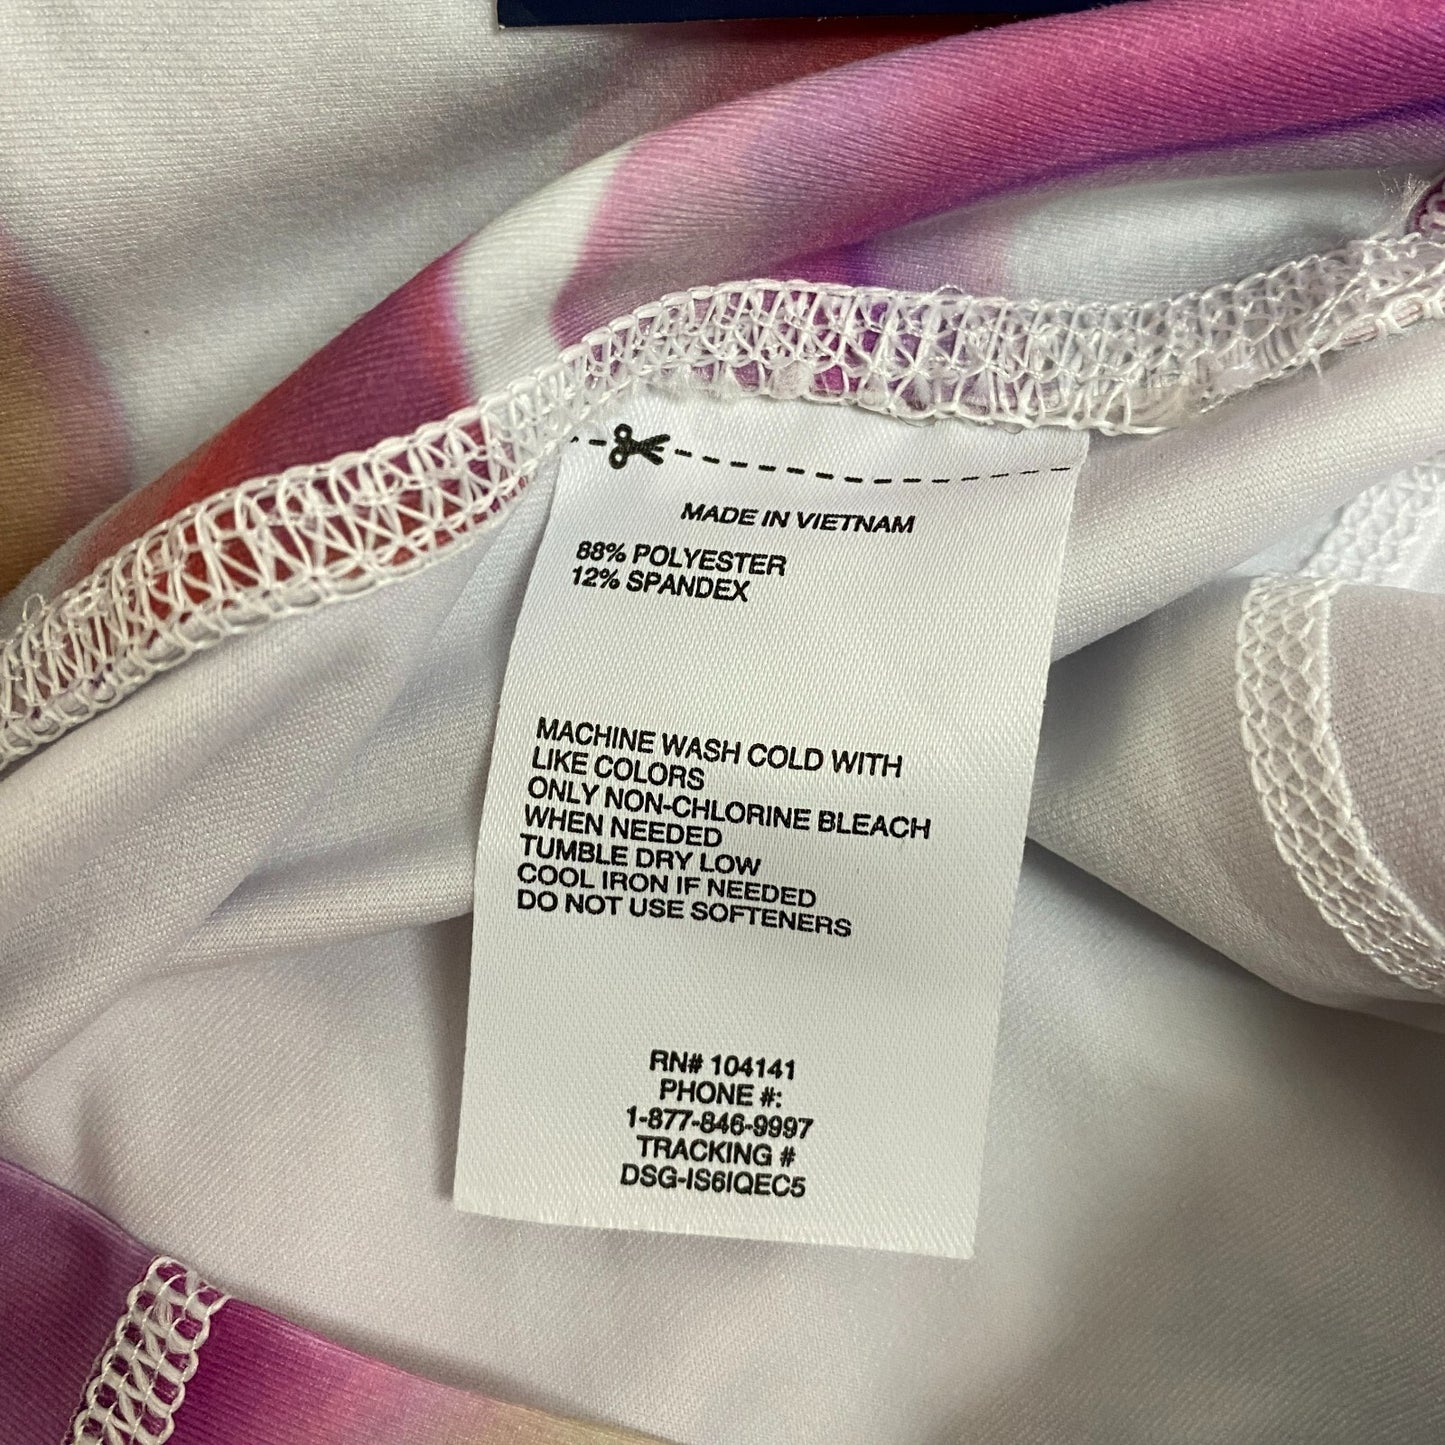 MADE IN VIETNAM
88% POLYESTER
12% SPANDEX
MACHINE WASH COLD WITH
LIKE COLORS
ONLY NON-CHLORINE BLEACH
WHEN NEEDED
TUMBLE DRY LOW
COOL IRON IF NEEDED
DO NOT USE SOFTENERS
RN# 104141
PHONE #:
1-877-846-9997
TRACKING #
DSG-IS6IQEC5